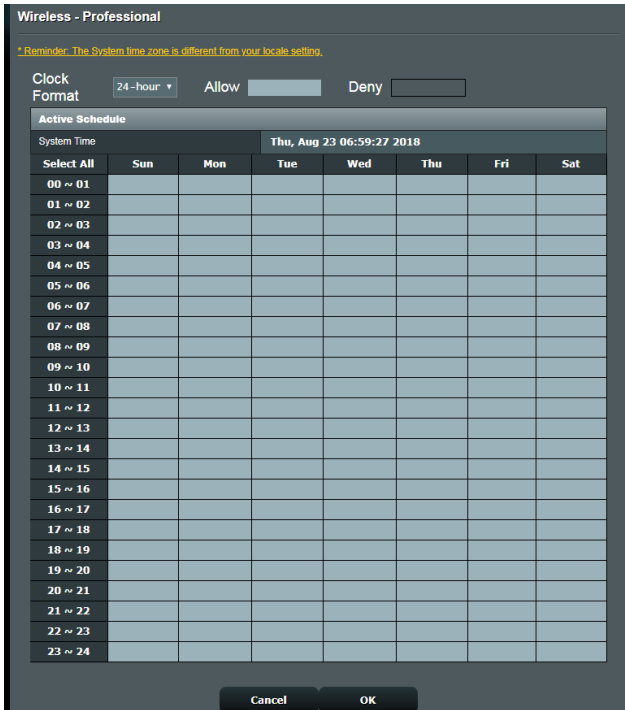 Wireless - Professional
* Reminder: The System time zone is different from your locale setting.
Clock Format 24-hour Allow Deny
Active Schedule
System Time Thu, Aug 23 06:59:27 2018
Select All Sun Mon Tue Wed Thu Fri Sat
00 ~ 01
01 ~ 02
02 ~ 03
03 ~ 04
04 ~ 05
05 ~ 06
06 ~ 07
07 ~ 08
08 ~ 09
09 ~ 10
10 ~ 11
11 ~ 12
12 ~ 13
13 ~ 14
14 ~ 15
15 ~ 16
16 ~ 17
17 ~ 18
18 ~ 19
19 ~ 20
20 ~ 21
21 ~ 22
22 ~ 23
23 ~ 24
Cancel OK